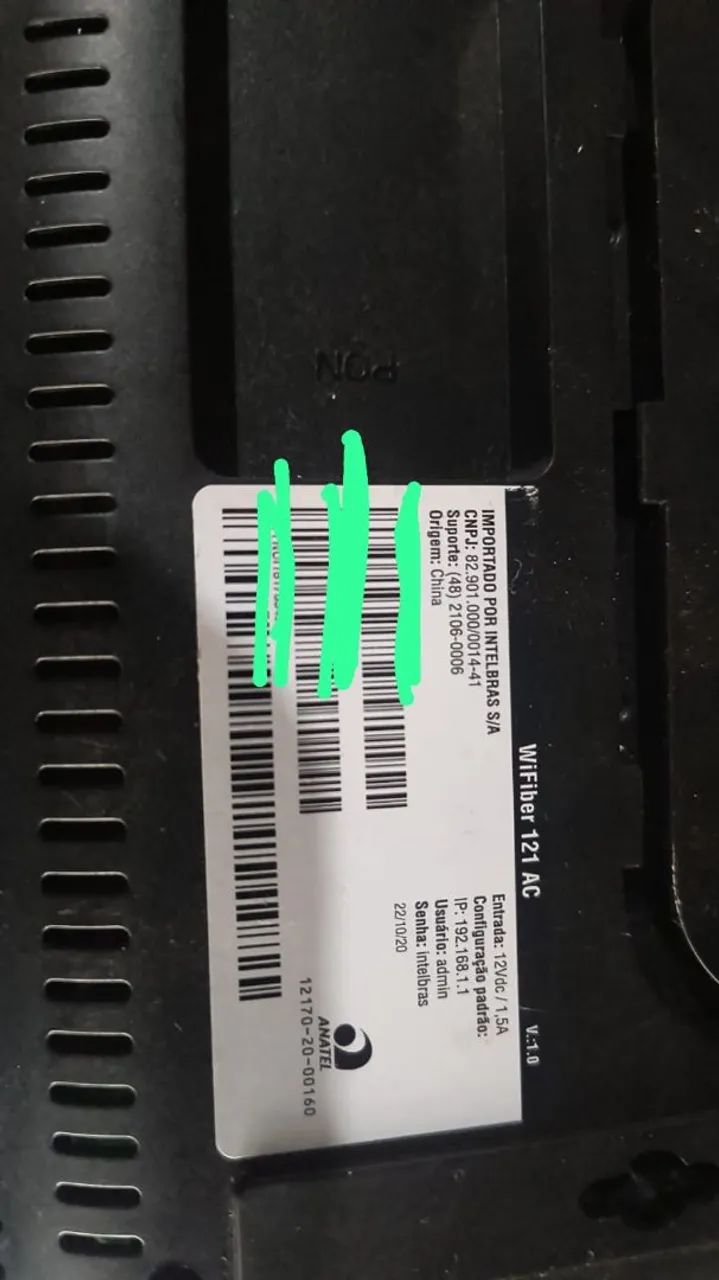 PON
WiFiber 121 AC
V.:1.0
IMPORTADO POR INTELBRAS S/A
CNPJ: 82.901.000/0014-41
Suporte: (48) 2106-0006
Origem: China
Entrada: 12Vdc / 1,5A
Configuração padrão:
IP: 192.168.1.1
Usuário: admin
Senha: intelbras
22/10/20
ANATEL
12170-20-00160